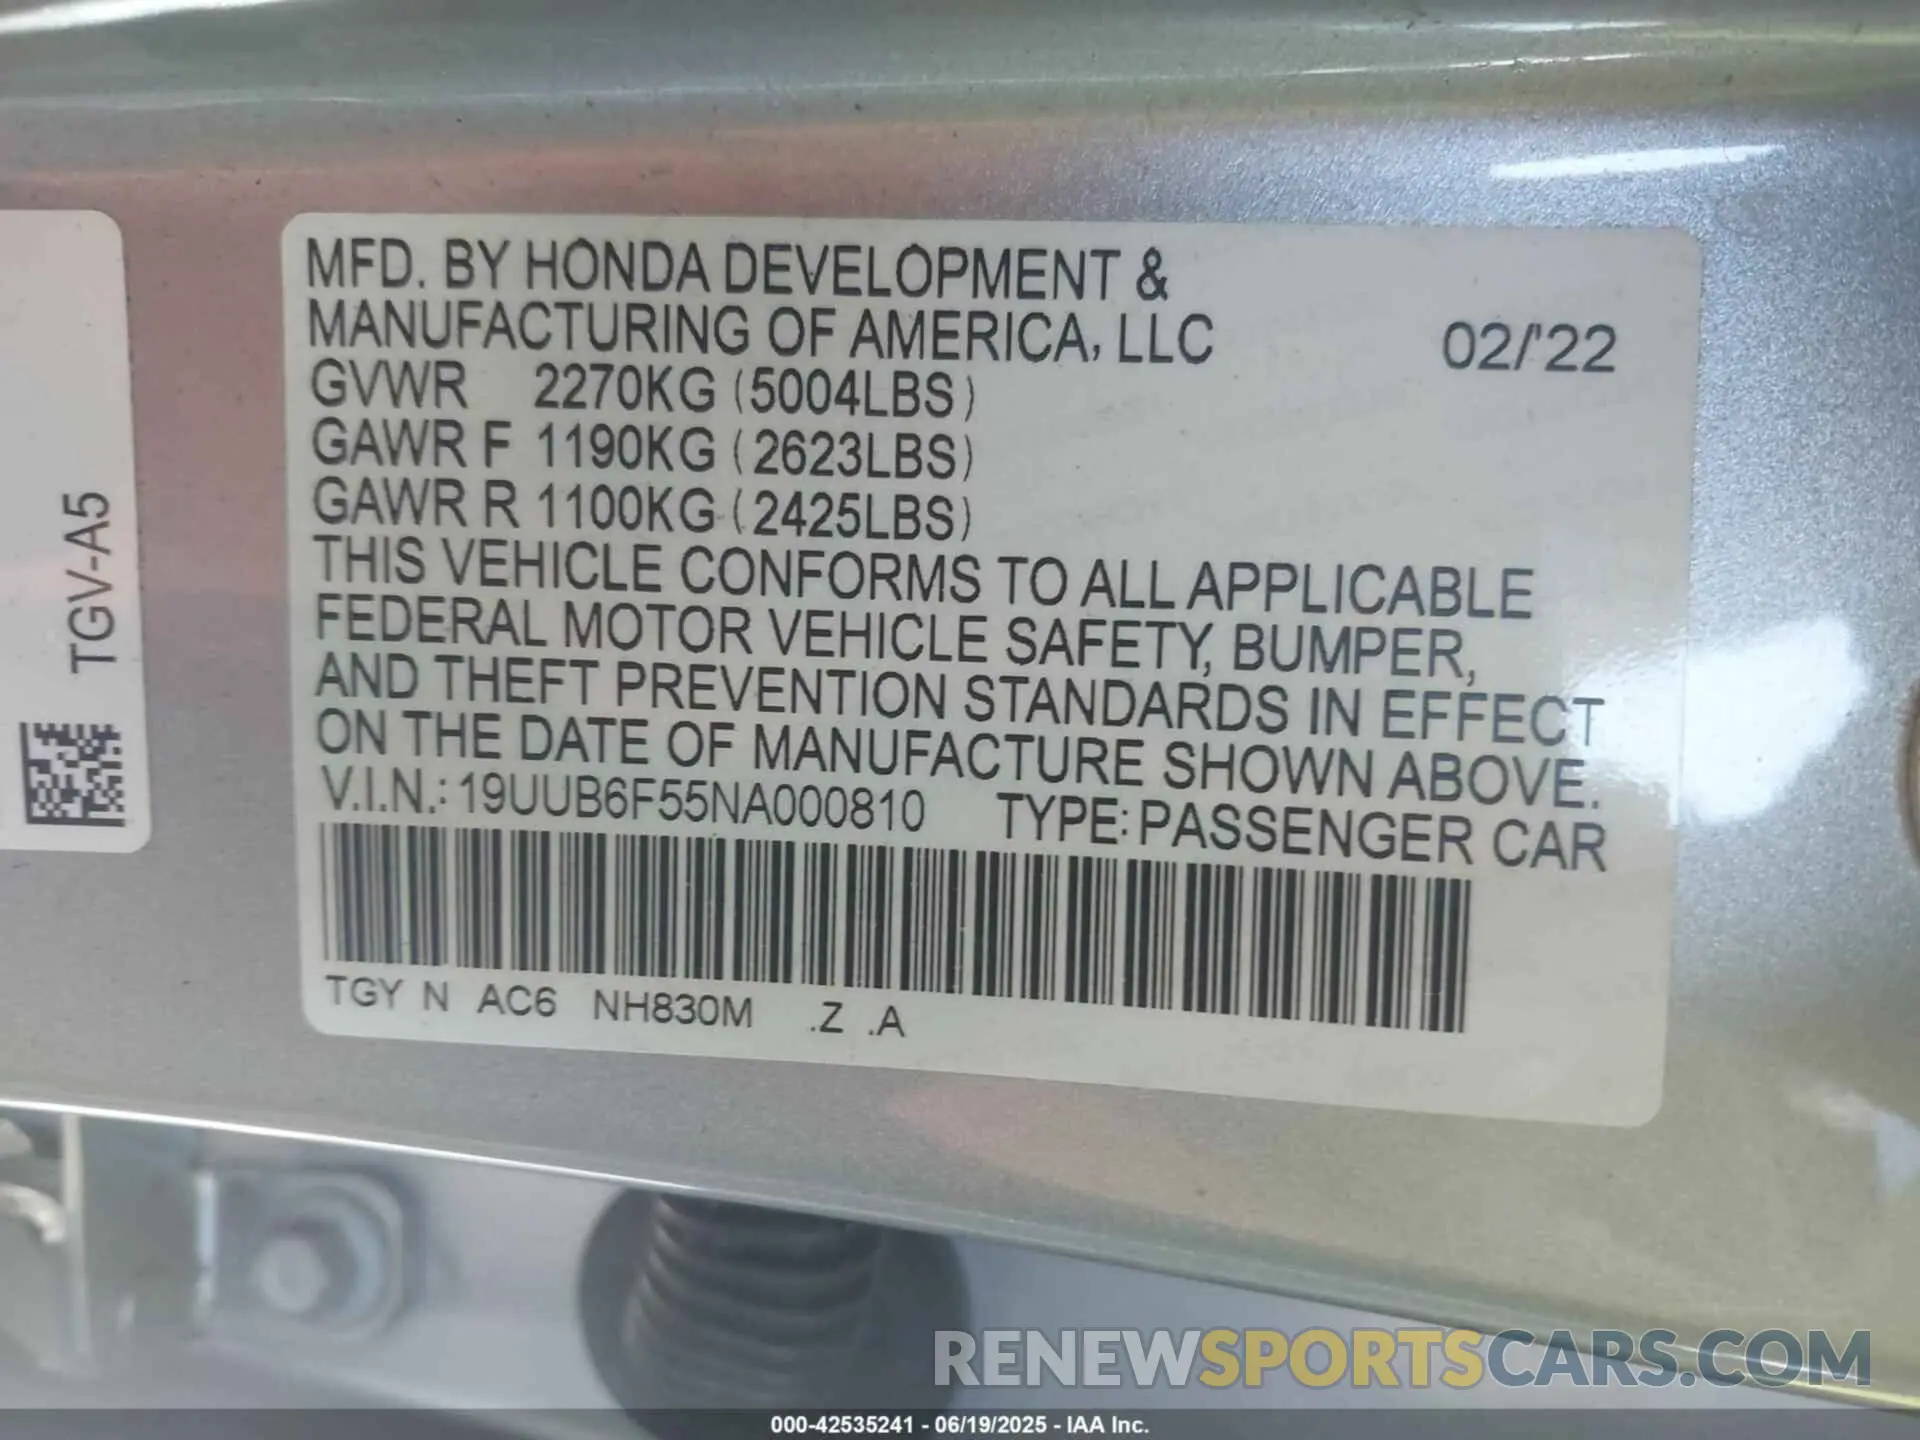 MFD. BY HONDA DEVELOPMENT &
MANUFACTURING OF AMERICA, LLC 02/'22
GVWR 2270KG (5004LBS)
GAWR F 1190KG (2623LBS)
GAWR R 1100KG (2425LBS)
THIS VEHICLE CONFORMS TO ALL APPLICABLE
FEDERAL MOTOR VEHICLE SAFETY, BUMPER,
AND THEFT PREVENTION STANDARDS IN EFFECT
ON THE DATE OF MANUFACTURE SHOWN ABOVE.
V.I.N.: 19UUB6F55NA000810 TYPE: PASSENGER CAR
TGY N AC6 NH830M .Z .A
TGV-A5
RENEWSPORTSCARS.COM
000-42535241 - 06/19/2025 - IAA Inc.